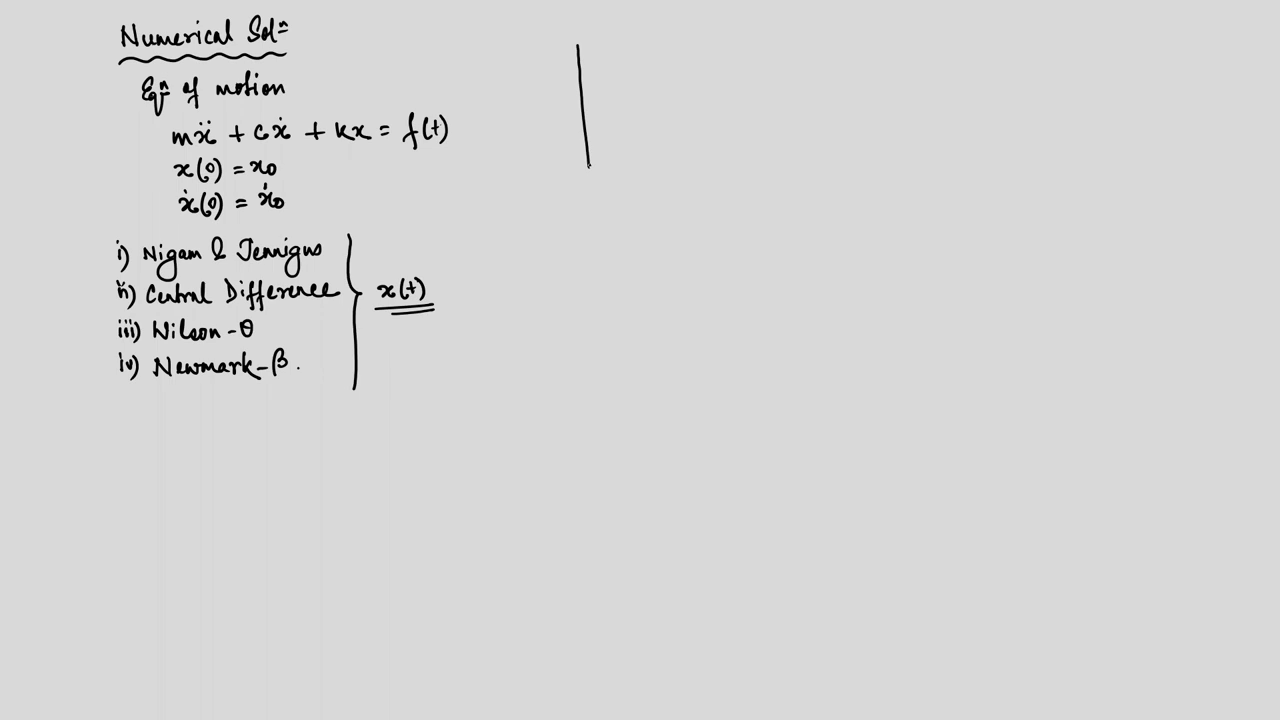 Numerical Solⁿ
Eqⁿ of motion
mẍ + cẋ + kx = f(t)
x(0) = x₀
ẋ(0) = ẋ₀
i) Nigam & Jennigns
ii) Central Difference
x(t)
iii) Wilson-θ
iv) Newmark-β.